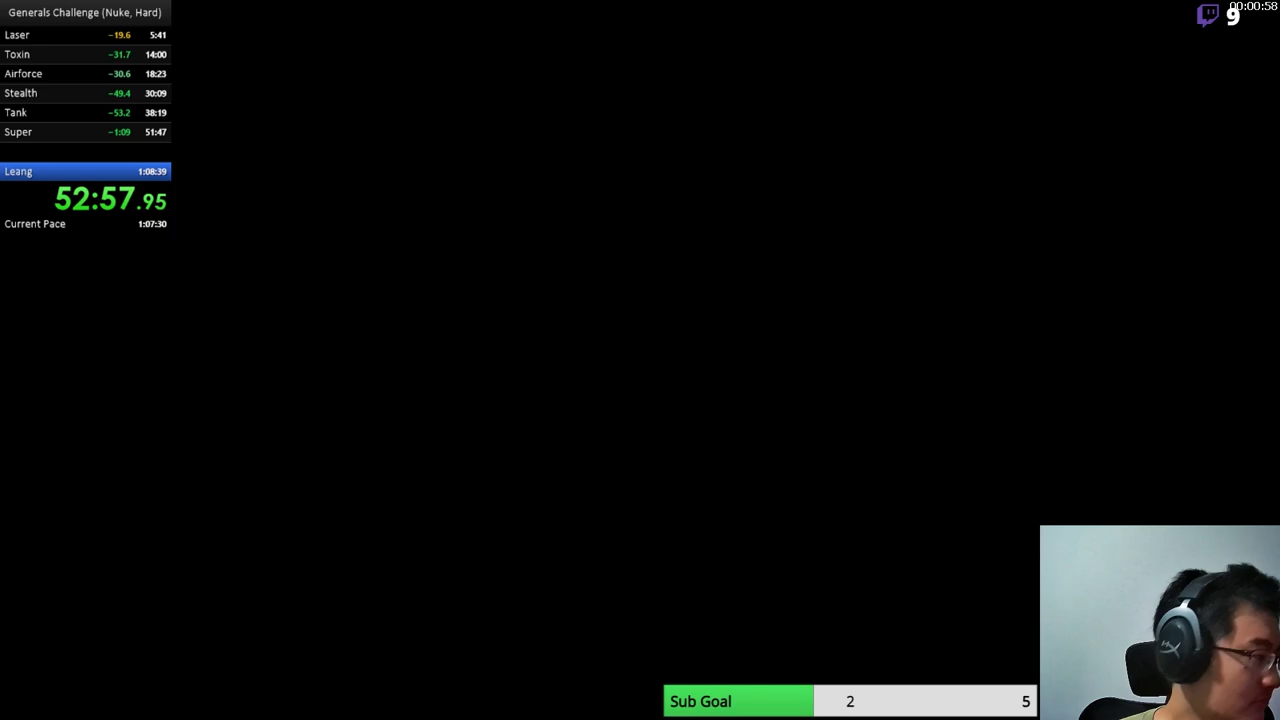 Generals Challenge (Nuke, Hard)
Laser -19.6 5:41
Toxin -31.7 14:00
Airforce -30.6 18:23
Stealth -49.4 30:09
Tank -53.2 38:19
Super -1:09 51:47
Leang 1:08:39
52:57.95
Current Pace 1:07:30
00:00:58
9
Sub Goal 2 5